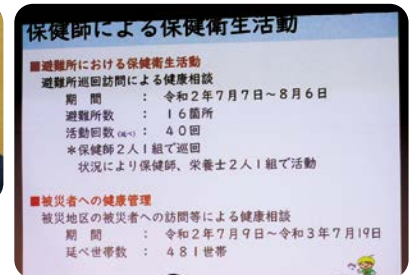 保健師による保健衛生活動
■避難所における保健衛生活動
避難所巡回訪問による健康相談
期 間 : 令和2年7月7日~8月6日
避難所数 : 16箇所
活動回数(延べ) : 40回
*保健師2人1組で巡回
状況により保健師、栄養士2人1組で活動
■被災者への健康管理
被災地区の被災者への訪問等による健康相談
期 間 : 令和2年7月9日~令和3年7月19日
延べ世帯数 : 481世帯